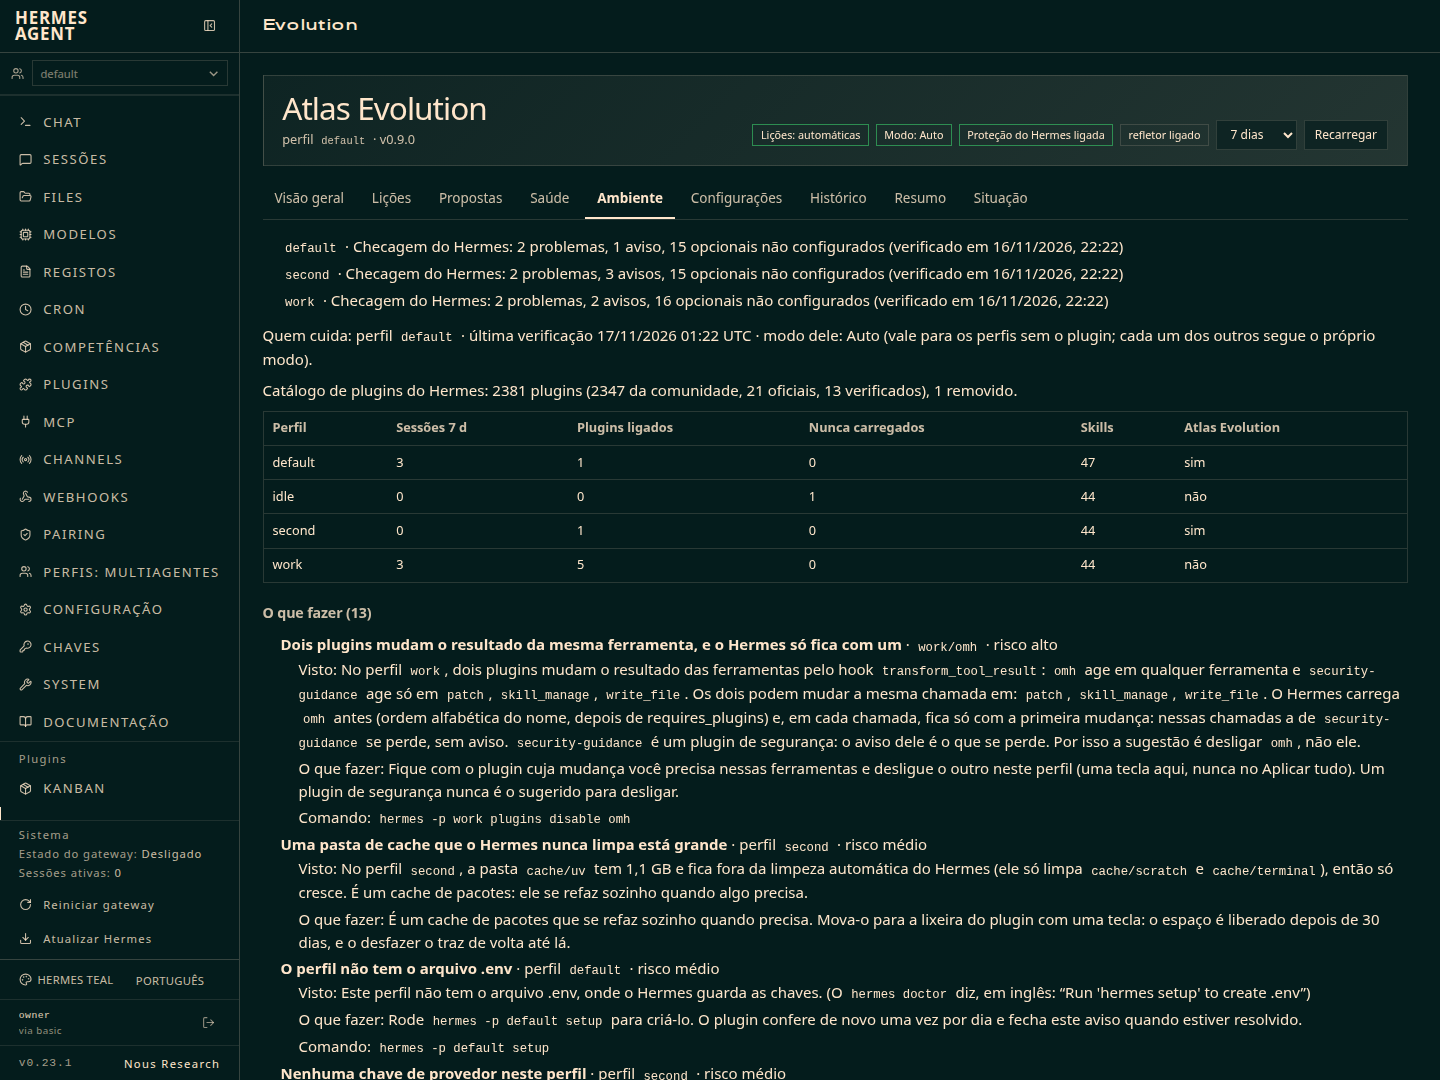 HERMES
AGENT
default
CHAT
SESSÕES
FILES
MODELOS
REGISTOS
CRON
COMPETÊNCIAS
PLUGINS
MCP
CHANNELS
WEBHOOKS
PAIRING
PERFIS: MULTIAGENTES
CONFIGURAÇÃO
CHAVES
SYSTEM
DOCUMENTAÇÃO
Plugins
KANBAN
Sistema
Estado do gateway: Desligado
Sessões ativas: 0
Reiniciar gateway
Atualizar Hermes
HERMES TEAL PORTUGUÊS
owner
via basic
v0.23.1 Nous Research
Evolution
Atlas Evolution
perfil default · v0.9.0
Lições: automáticas Modo: Auto Proteção do Hermes ligada refletor ligado 7 dias Recarregar
Visão geral Lições Propostas Saúde Ambiente Configurações Histórico Resumo Situação
default · Checagem do Hermes: 2 problemas, 1 aviso, 15 opcionais não configurados (verificado em 16/11/2026, 22:22)
second · Checagem do Hermes: 2 problemas, 3 avisos, 15 opcionais não configurados (verificado em 16/11/2026, 22:22)
work · Checagem do Hermes: 2 problemas, 2 avisos, 16 opcionais não configurados (verificado em 16/11/2026, 22:22)
Quem cuida: perfil default · última verificação 17/11/2026 01:22 UTC · modo dele: Auto (vale para os perfis sem o plugin; cada um dos outros segue o próprio
modo).
Catálogo de plugins do Hermes: 2381 plugins (2347 da comunidade, 21 oficiais, 13 verificados), 1 removido.
Perfil Sessões 7 d Plugins ligados Nunca carregados Skills Atlas Evolution
default 3 1 0 47 sim
idle 0 0 1 44 não
second 0 1 0 44 sim
work 3 5 0 44 não
O que fazer (13)
Dois plugins mudam o resultado da mesma ferramenta, e o Hermes só fica com um · work/omh · risco alto
Visto: No perfil work, dois plugins mudam o resultado das ferramentas pelo hook transform_tool_result: omh age em qualquer ferramenta e security-
guidance age só em patch, skill_manage, write_file. Os dois podem mudar a mesma chamada em: patch, skill_manage, write_file. O Hermes carrega
omh antes (ordem alfabética do nome, depois de requires_plugins) e, em cada chamada, fica só com a primeira mudança: nessas chamadas a de security-
guidance se perde, sem aviso. security-guidance é um plugin de segurança: o aviso dele é o que se perde. Por isso a sugestão é desligar omh, não ele.
O que fazer: Fique com o plugin cuja mudança você precisa nessas ferramentas e desligue o outro neste perfil (uma tecla aqui, nunca no Aplicar tudo). Um
plugin de segurança nunca é o sugerido para desligar.
Comando: hermes -p work plugins disable omh
Uma pasta de cache que o Hermes nunca limpa está grande · perfil second · risco médio
Visto: No perfil second, a pasta cache/uv tem 1,1 GB e fica fora da limpeza automática do Hermes (ele só limpa cache/scratch e cache/terminal), então só
cresce. É um cache de pacotes: ele se refaz sozinho quando algo precisa.
O que fazer: É um cache de pacotes que se refaz sozinho quando precisa. Mova-o para a lixeira do plugin com uma tecla: o espaço é liberado depois de 30
dias, e o desfazer o traz de volta até lá.
O perfil não tem o arquivo .env · perfil default · risco médio
Visto: Este perfil não tem o arquivo .env, onde o Hermes guarda as chaves. (O hermes doctor diz, em inglês: “Run 'hermes setup' to create .env”)
O que fazer: Rode hermes -p default setup para criá-lo. O plugin confere de novo uma vez por dia e fecha este aviso quando estiver resolvido.
Comando: hermes -p default setup
Nenhuma chave de provedor neste perfil · perfil second · risco médio